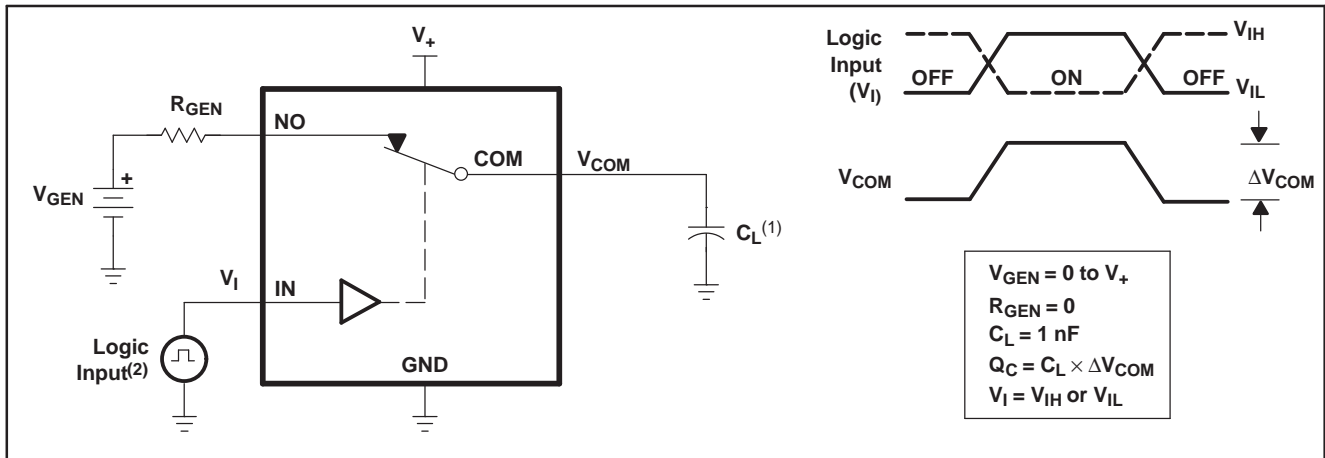 V+
RGEN
NO
COM
VCOM
VGEN
+
CL(1)
VI
IN
Logic
Input(2)
GND
Logic
Input
(VI)
OFF
ON
OFF
VIH
VIL
VCOM
ΔVCOM
VGEN = 0 to V+
RGEN = 0
CL = 1 nF
QC = CL × ΔVCOM
VI = VIH or VIL